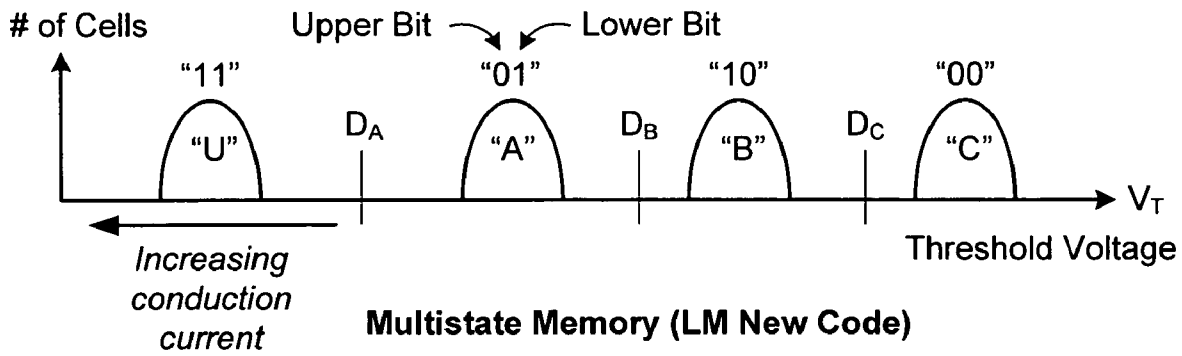 # of Cells
Upper Bit
Lower Bit
“11”
“01”
“10”
“00”
DA
DB
DC
“U”
“A”
“B”
“C”
VT
Threshold Voltage
Increasing
conduction
current
Multistate Memory (LM New Code)